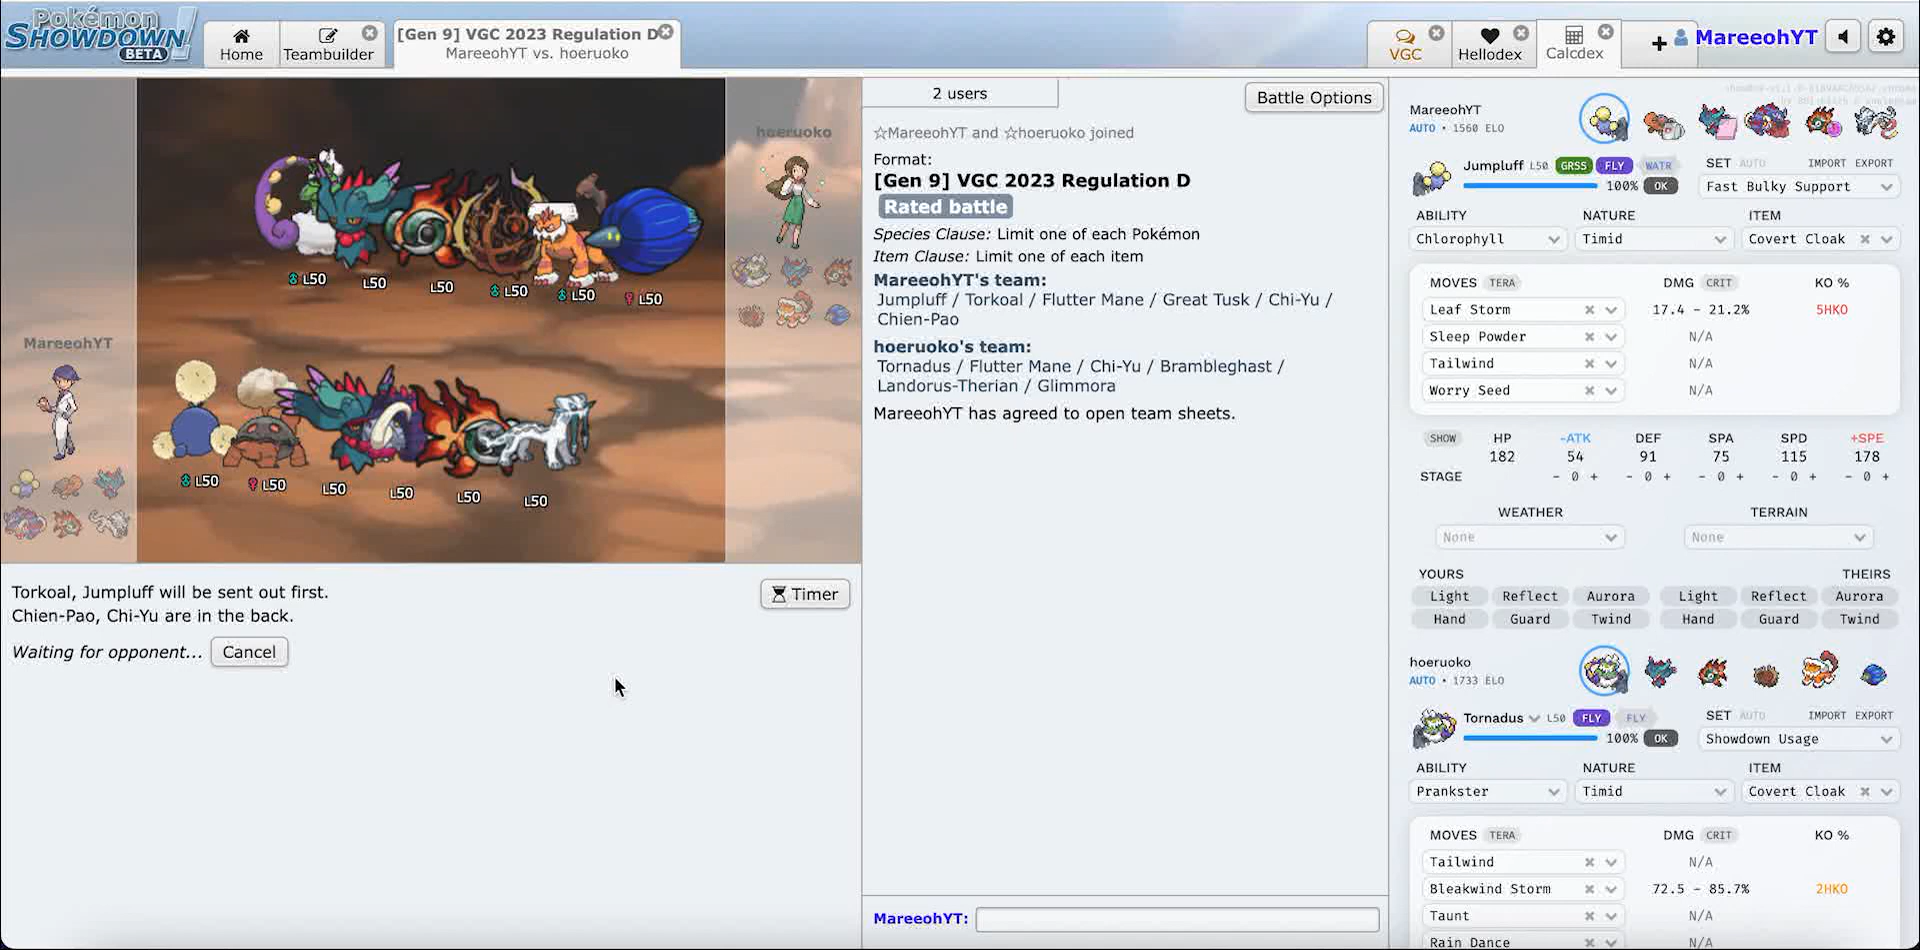 Pokémon
SHOWDOWN!
BETA
Home
Teambuilder
[Gen 9] VGC 2023 Regulation D
MareeohYT vs. hoeruoko
VGC
Hellodex
Calcdex
+
MareeohYT
hoeruoko
L50
L50
L50
L50
L50
L50
MareeohYT
L50
L50
L50
L50
L50
L50
Torkoal, Jumpluff will be sent out first.
Chien-Pao, Chi-Yu are in the back.
Timer
Waiting for opponent...
Cancel
2 users
Battle Options
☆MareeohYT and ☆hoeruoko joined
Format:
[Gen 9] VGC 2023 Regulation D
Rated battle
Species Clause: Limit one of each Pokémon
Item Clause: Limit one of each item
MareeohYT's team:
Jumpluff / Torkoal / Flutter Mane / Great Tusk / Chi-Yu /
Chien-Pao
hoeruoko's team:
Tornadus / Flutter Mane / Chi-Yu / Brambleghast /
Landorus-Therian / Glimmora
MareeohYT has agreed to open team sheets.
MareeohYT:
MareeohYT
AUTO • 1560 ELO
Jumpluff L50 GRSS FLY WATR
100% OK
SET AUTO IMPORT EXPORT
Fast Bulky Support
ABILITY NATURE ITEM
Chlorophyll Timid Covert Cloak
MOVES TERA DMG CRIT KO %
Leaf Storm 17.4 - 21.2% 5HKO
Sleep Powder N/A
Tailwind N/A
Worry Seed N/A
SHOW HP -ATK DEF SPA SPD +SPE
182 54 91 75 115 178
STAGE - 0 + - 0 + - 0 + - 0 + - 0 +
WEATHER TERRAIN
None None
YOURS THEIRS
Light Reflect Aurora Light Reflect Aurora
Hand Guard Twind Hand Guard Twind
hoeruoko
AUTO • 1733 ELO
Tornadus L50 FLY FLY
100% OK
SET AUTO IMPORT EXPORT
Showdown Usage
ABILITY NATURE ITEM
Prankster Timid Covert Cloak
MOVES TERA DMG CRIT KO %
Tailwind N/A
Bleakwind Storm 72.5 - 85.7% 2HKO
Taunt N/A
Rain Dance N/A